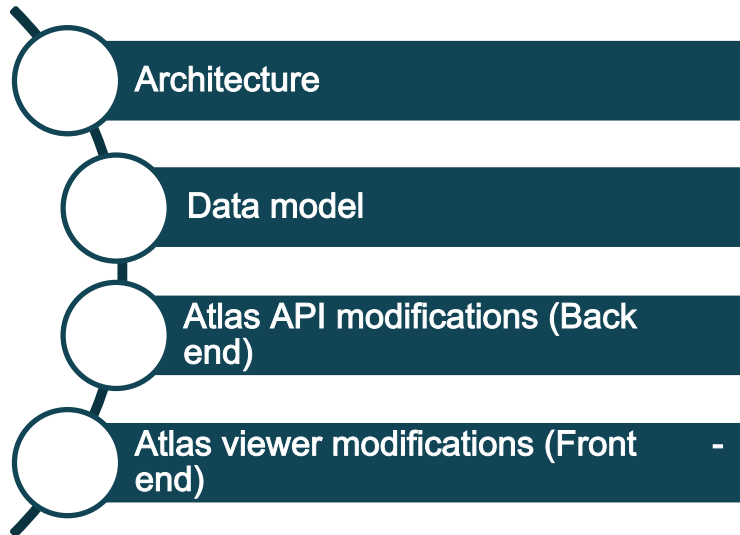 Architecture
Data model
Atlas API modifications (Back
end)
Atlas viewer modifications (Front -
end)